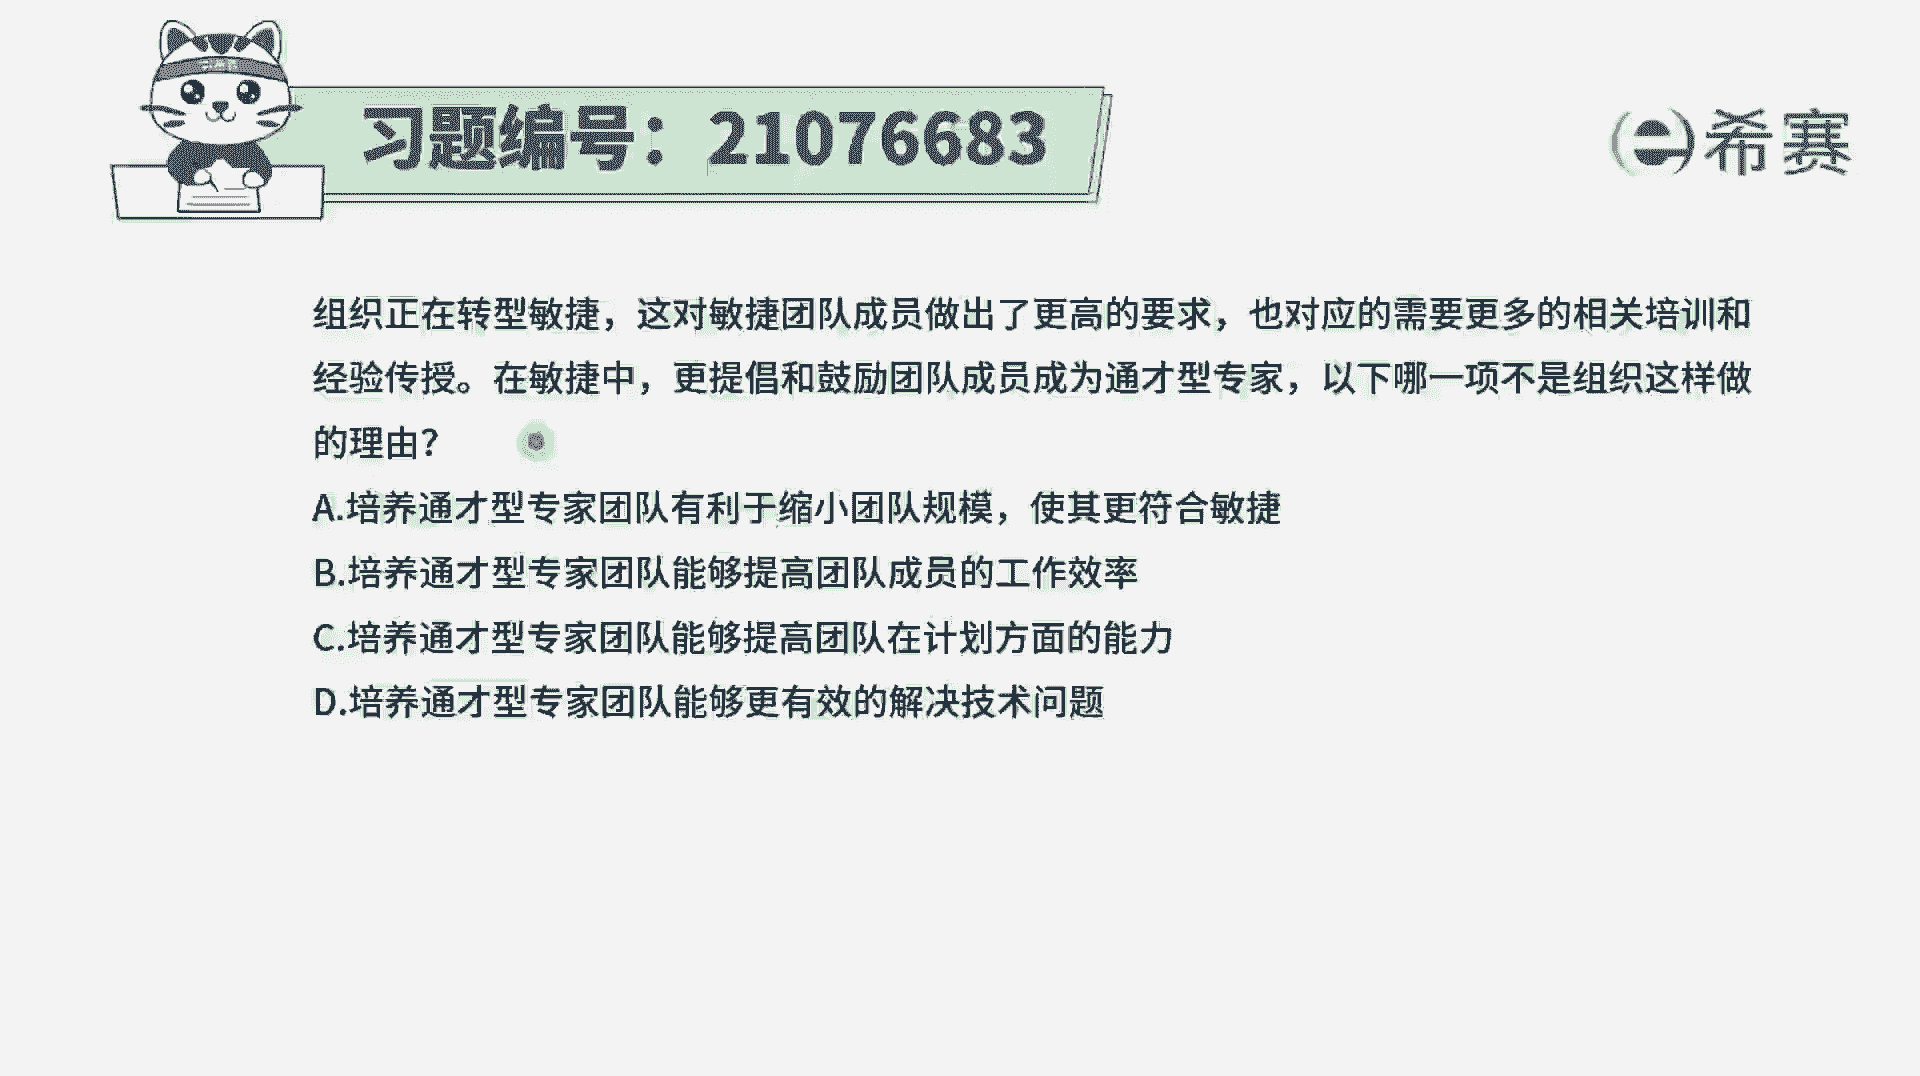 习题编号：21076683
希赛
组织正在转型敏捷，这对敏捷团队成员做出了更高的要求，也对应的需要更多的相关培训和
经验传授。在敏捷中，更提倡和鼓励团队成员成为通才型专家，以下哪一项不是组织这样做
的理由？
A.培养通才型专家团队有利于缩小团队规模，使其更符合敏捷
B.培养通才型专家团队能够提高团队成员的工作效率
C.培养通才型专家团队能够提高团队在计划方面的能力
D.培养通才型专家团队能够更有效的解决技术问题